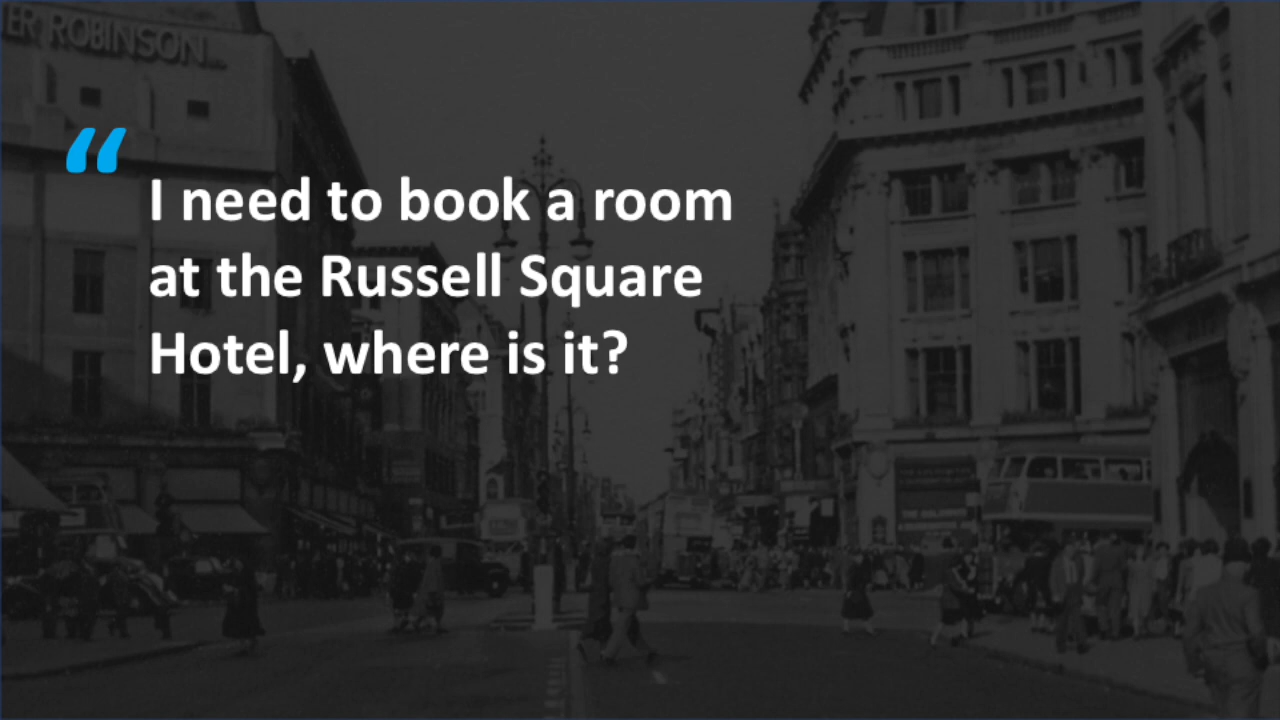 ER ROBINSON
“
I need to book a room
at the Russell Square
Hotel, where is it?